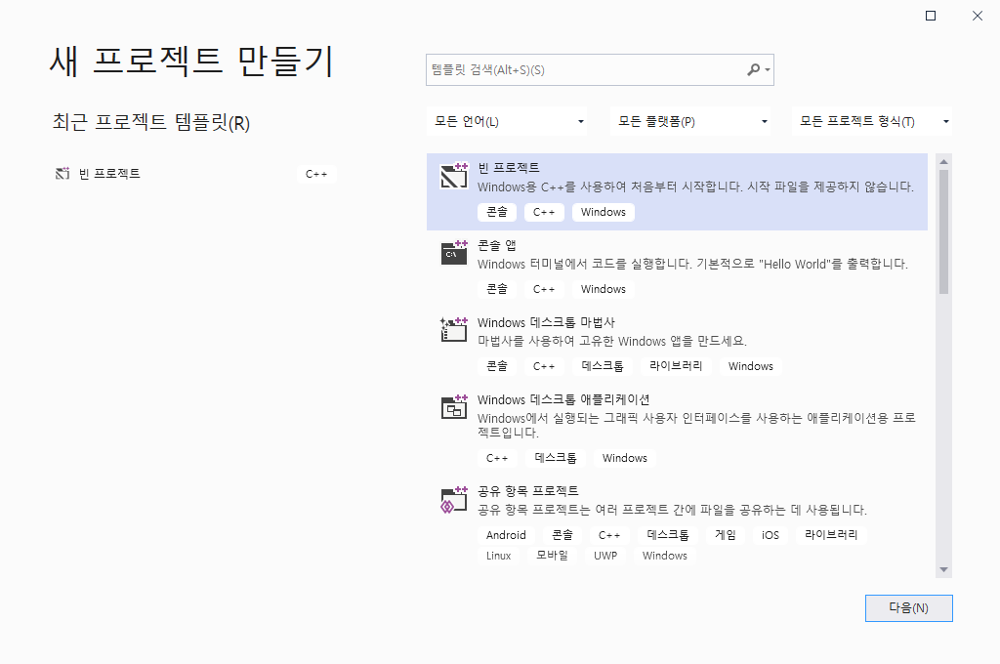 새 프로젝트 만들기
최근 프로젝트 템플릿(R)
빈 프로젝트 C++
템플릿 검색(Alt+S)(S)
모든 언어(L) 모든 플랫폼(P) 모든 프로젝트 형식(T)
빈 프로젝트
Windows용 C++를 사용하여 처음부터 시작합니다. 시작 파일을 제공하지 않습니다.
콘솔 C++ Windows
콘솔 앱
Windows 터미널에서 코드를 실행합니다. 기본적으로 "Hello World"를 출력합니다.
콘솔 C++ Windows
Windows 데스크톱 마법사
마법사를 사용하여 고유한 Windows 앱을 만드세요.
콘솔 C++ 데스크톱 라이브러리 Windows
Windows 데스크톱 애플리케이션
Windows에서 실행되는 그래픽 사용자 인터페이스를 사용하는 애플리케이션용 프로
젝트입니다.
C++ 데스크톱 Windows
공유 항목 프로젝트
공유 항목 프로젝트는 여러 프로젝트 간에 파일을 공유하는 데 사용됩니다.
Android 콘솔 C++ 데스크톱 게임 iOS 라이브러리
Linux 모바일 UWP Windows
다음(N)